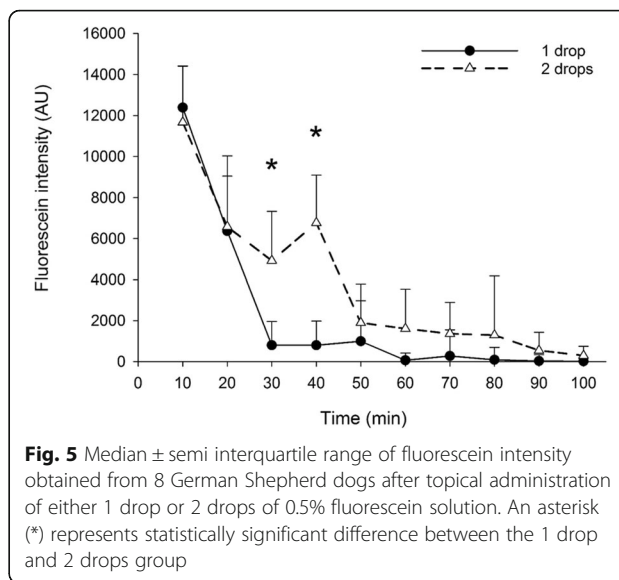 16000
14000
12000
10000
8000
6000
4000
2000
0
Fluorescein intensity (AU)
1 drop
2 drops
*
*
0 10 20 30 40 50 60 70 80 90 100
Time (min)
Fig. 5 Median ± semi interquartile range of fluorescein intensity
obtained from 8 German Shepherd dogs after topical administration
of either 1 drop or 2 drops of 0.5% fluorescein solution. An asterisk
(*) represents statistically significant difference between the 1 drop
and 2 drops group